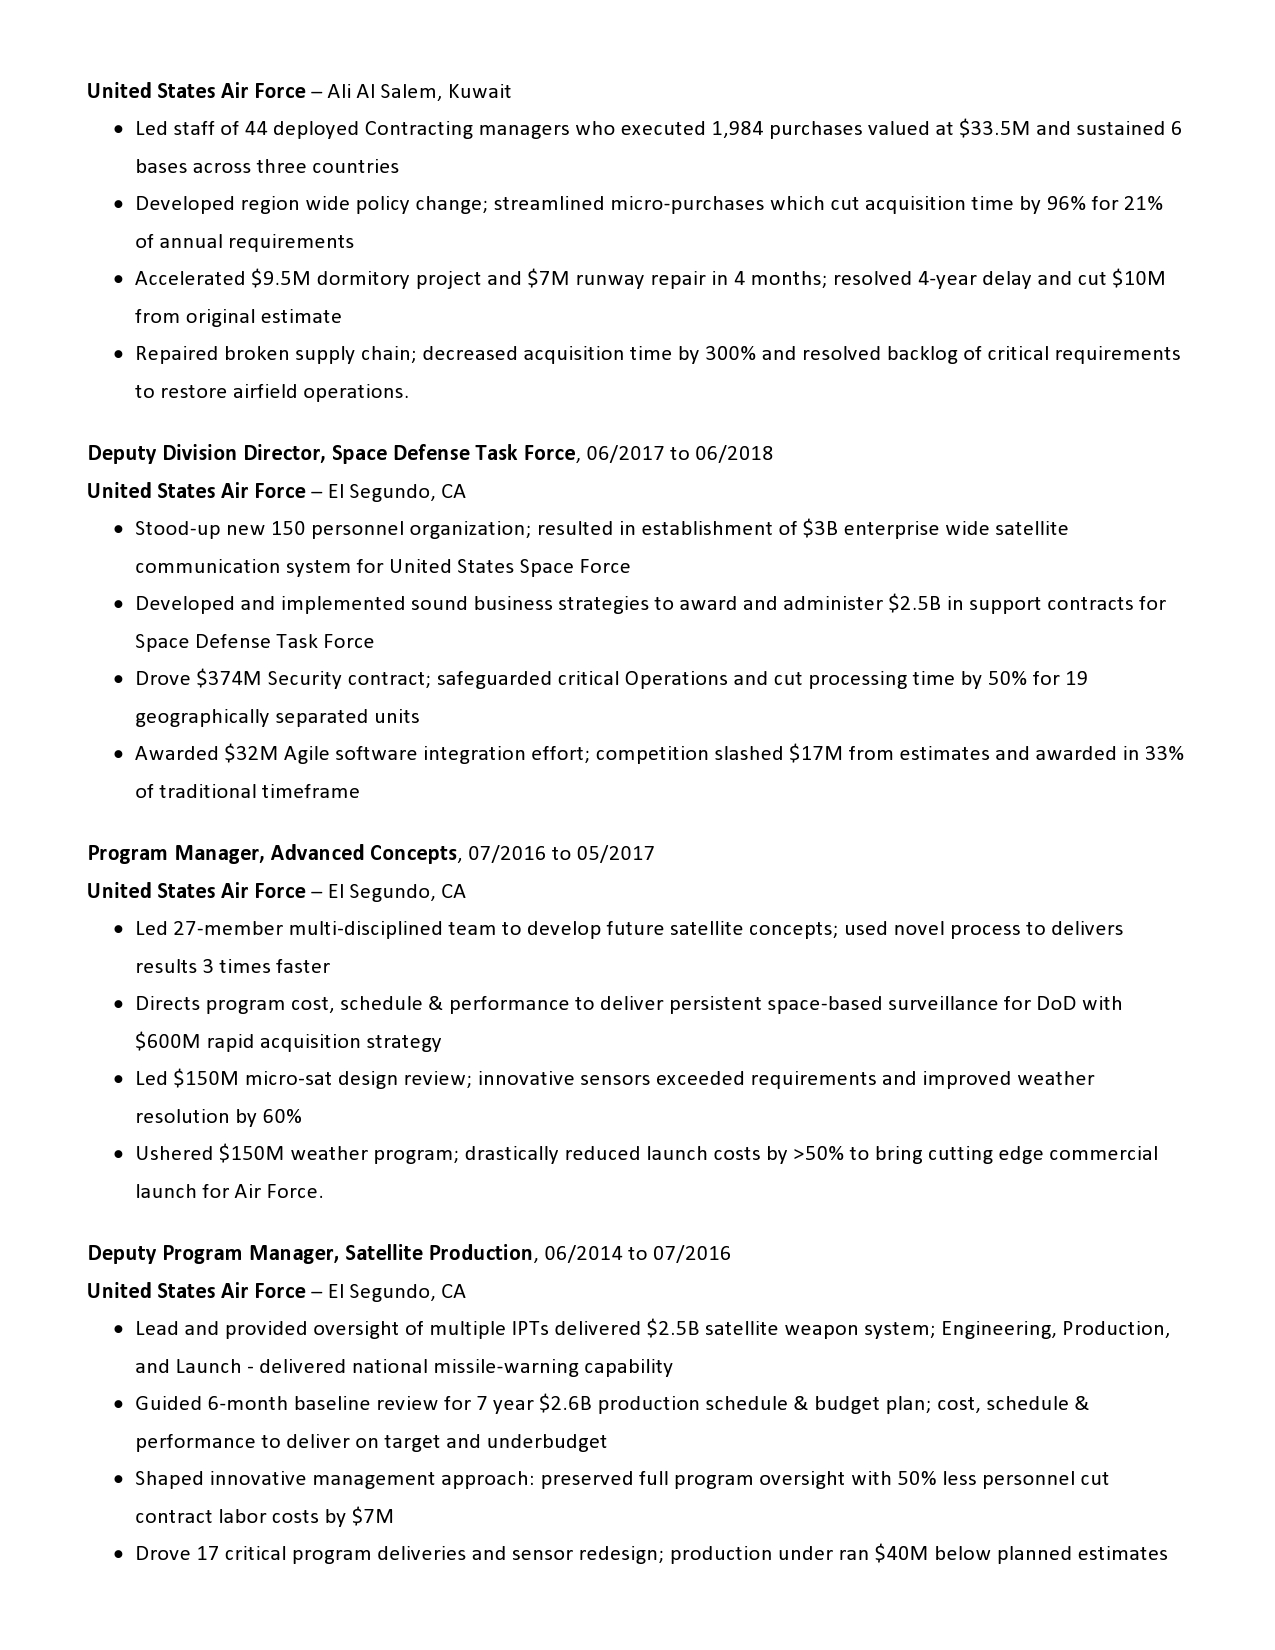 United States Air Force – Ali Al Salem, Kuwait
• Led staff of 44 deployed Contracting managers who executed 1,984 purchases valued at $33.5M and sustained 6
bases across three countries
• Developed region wide policy change; streamlined micro-purchases which cut acquisition time by 96% for 21%
of annual requirements
• Accelerated $9.5M dormitory project and $7M runway repair in 4 months; resolved 4-year delay and cut $10M
from original estimate
• Repaired broken supply chain; decreased acquisition time by 300% and resolved backlog of critical requirements
to restore airfield operations.
Deputy Division Director, Space Defense Task Force, 06/2017 to 06/2018
United States Air Force – El Segundo, CA
• Stood-up new 150 personnel organization; resulted in establishment of $3B enterprise wide satellite
communication system for United States Space Force
• Developed and implemented sound business strategies to award and administer $2.5B in support contracts for
Space Defense Task Force
• Drove $374M Security contract; safeguarded critical Operations and cut processing time by 50% for 19
geographically separated units
• Awarded $32M Agile software integration effort; competition slashed $17M from estimates and awarded in 33%
of traditional timeframe
Program Manager, Advanced Concepts, 07/2016 to 05/2017
United States Air Force – El Segundo, CA
• Led 27-member multi-disciplined team to develop future satellite concepts; used novel process to delivers
results 3 times faster
• Directs program cost, schedule & performance to deliver persistent space-based surveillance for DoD with
$600M rapid acquisition strategy
• Led $150M micro-sat design review; innovative sensors exceeded requirements and improved weather
resolution by 60%
• Ushered $150M weather program; drastically reduced launch costs by >50% to bring cutting edge commercial
launch for Air Force.
Deputy Program Manager, Satellite Production, 06/2014 to 07/2016
United States Air Force – El Segundo, CA
• Lead and provided oversight of multiple IPTs delivered $2.5B satellite weapon system; Engineering, Production,
and Launch - delivered national missile-warning capability
• Guided 6-month baseline review for 7 year $2.6B production schedule & budget plan; cost, schedule &
performance to deliver on target and underbudget
• Shaped innovative management approach: preserved full program oversight with 50% less personnel cut
contract labor costs by $7M
• Drove 17 critical program deliveries and sensor redesign; production under ran $40M below planned estimates